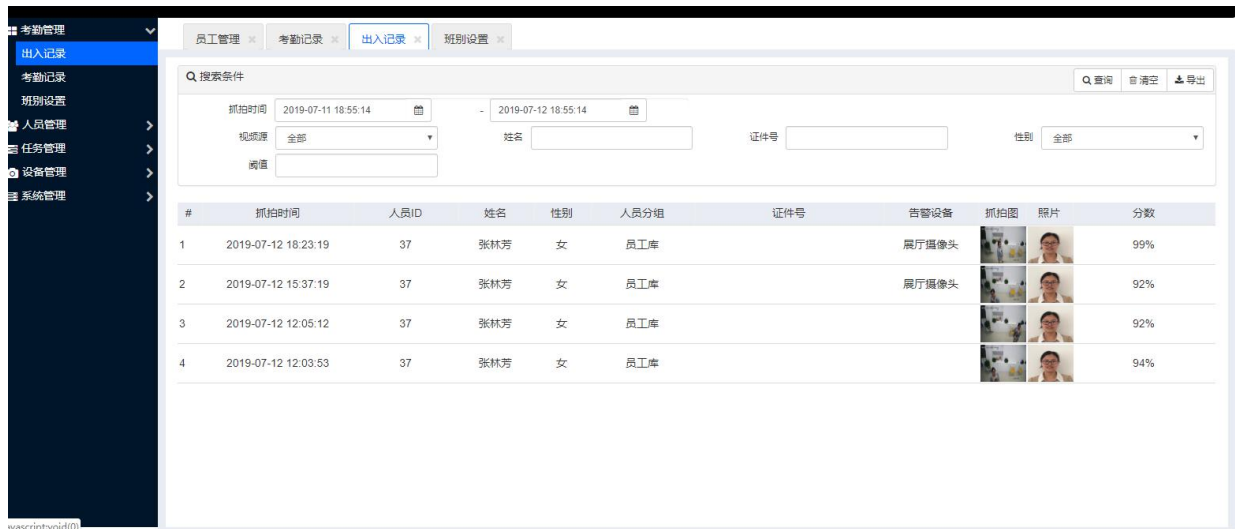 考勤管理
出入记录
考勤记录
班别设置
人员管理
任务管理
设备管理
系统管理
员工管理 × 考勤记录 × 出入记录 × 班别设置 ×
搜索条件 查询 清空 导出
抓拍时间 2019-07-11 18:55:14 - 2019-07-12 18:55:14
视频源 全部 姓名 证件号 性别 全部
阈值
# 抓拍时间 人员ID 姓名 性别 人员分组 证件号 告警设备 抓拍图 照片 分数
1 2019-07-12 18:23:19 37 张林芳 女 员工库 展厅摄像头 99%
2 2019-07-12 15:37:19 37 张林芳 女 员工库 展厅摄像头 92%
3 2019-07-12 12:05:12 37 张林芳 女 员工库 92%
4 2019-07-12 12:03:53 37 张林芳 女 员工库 94%
avascript:void(0)